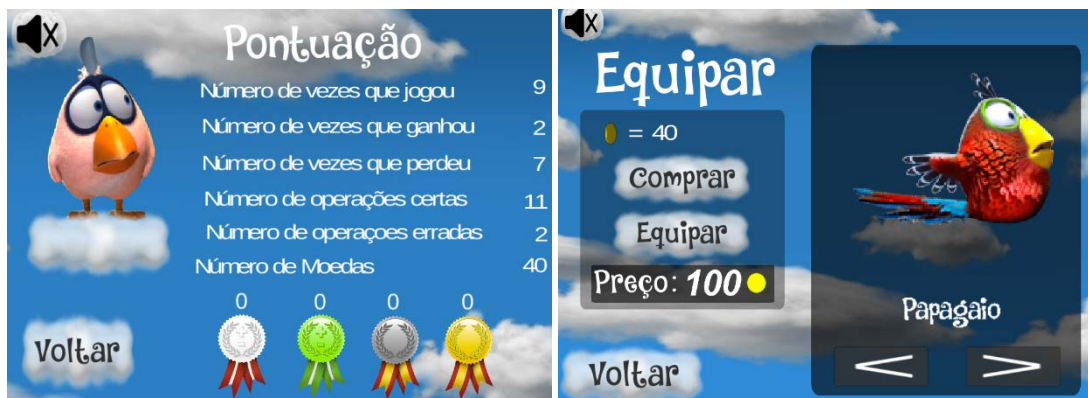 Pontuação
Número de vezes que jogou 9
Número de vezes que ganhou 2
Número de vezes que perdeu 7
Número de operações certas 11
Número de operaçoes erradas 2
Número de Moedas 40
0 0 0 0
Voltar
Equipar
= 40
Comprar
Equipar
Preço: 100
Papagaio
< >
Voltar